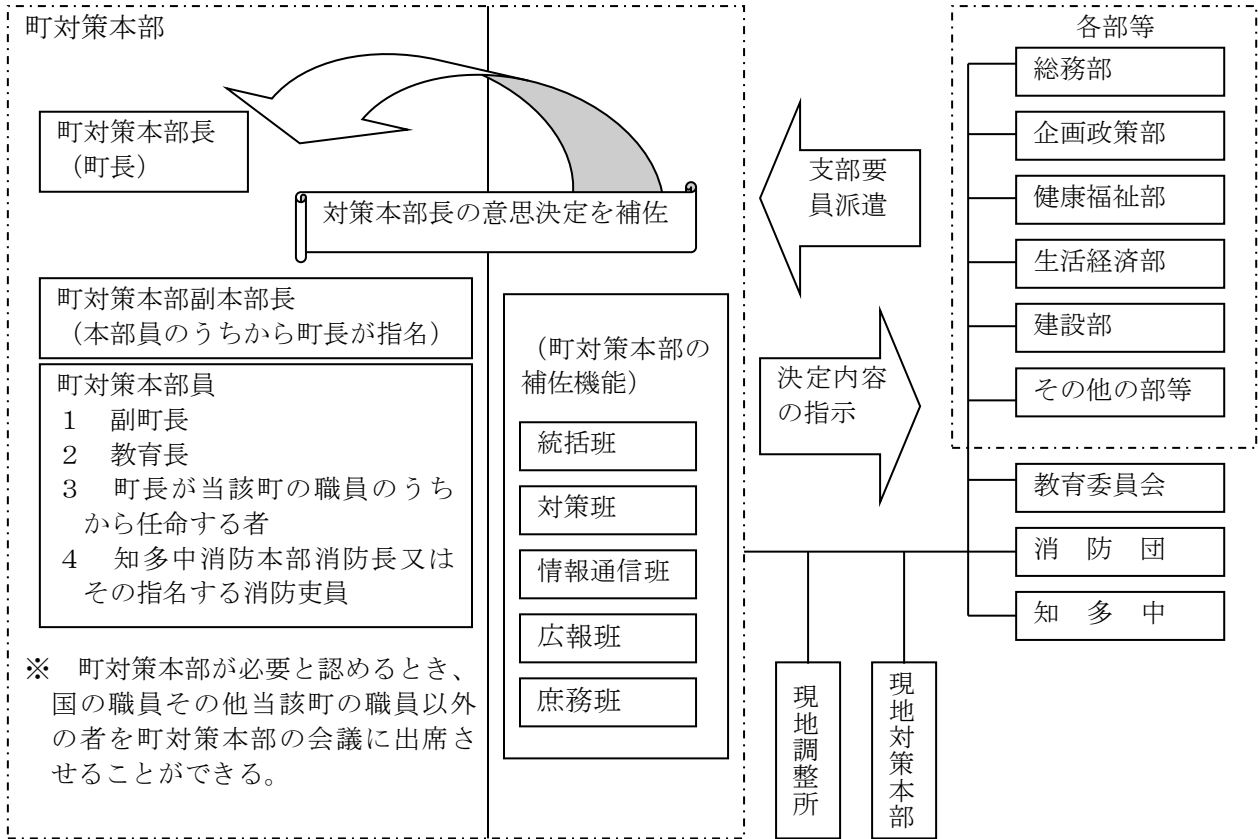 町対策本部
町対策本部長
（町長）
対策本部長の意思決定を補佐
町対策本部副本部長
（本部員のうちから町長が指名）
町対策本部員
１　副町長
２　教育長
３　町長が当該町の職員のうち
から任命する者
４　知多中消防本部消防長又は
その指名する消防吏員
※　町対策本部が必要と認めるとき、
国の職員その他当該町の職員以外
の者を町対策本部の会議に出席さ
せることができる。
（町対策本部の
補佐機能）
統括班
対策班
情報通信班
広報班
庶務班
支部要
員派遣
決定内容
の指示
現地調整所
現地対策本部
各部等
総務部
企画政策部
健康福祉部
生活経済部
建設部
その他の部等
教育委員会
消　防　団
知　多　中